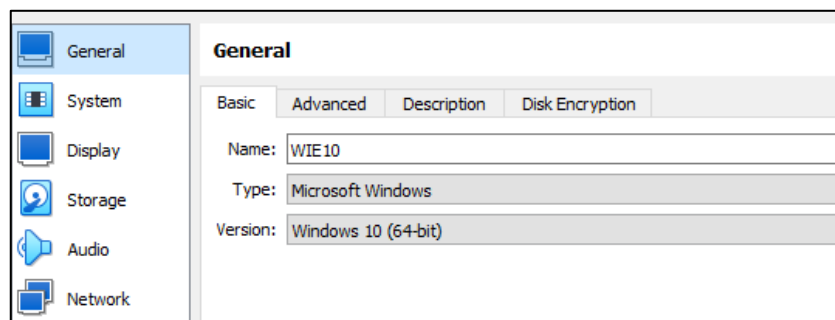 General
System
Display
Storage
Audio
Network
General
Basic Advanced Description Disk Encryption
Name: WIE10
Type: Microsoft Windows
Version: Windows 10 (64-bit)